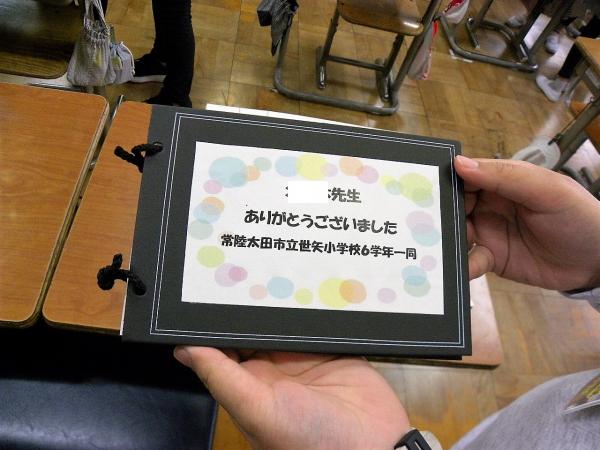 先生
ありがとうございました
常陸太田市立世矢小学校6学年一同